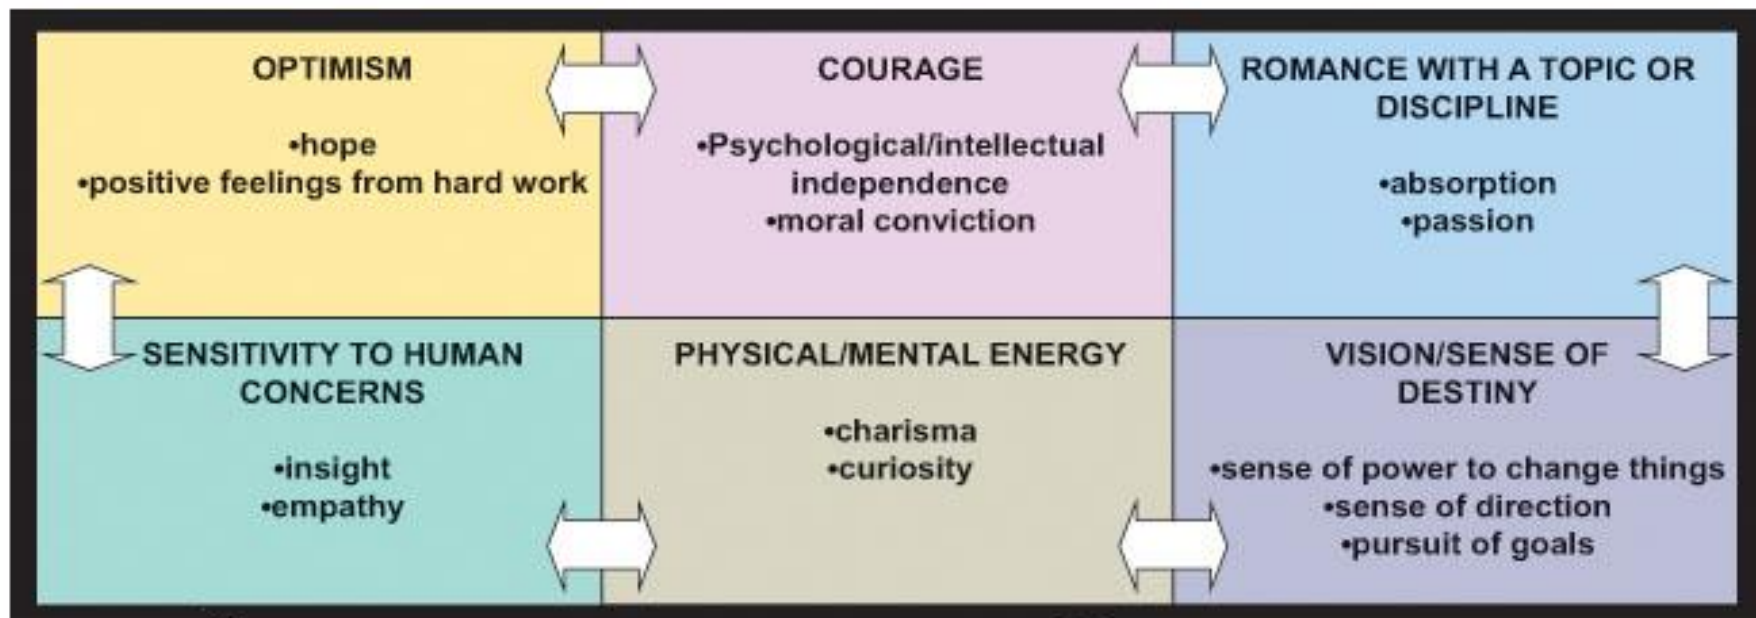 OPTIMISM
•hope
•positive feelings from hard work
COURAGE
•Psychological/intellectual
independence
•moral conviction
ROMANCE WITH A TOPIC OR
DISCIPLINE
•absorption
•passion
SENSITIVITY TO HUMAN
CONCERNS
•insight
•empathy
PHYSICAL/MENTAL ENERGY
•charisma
•curiosity
VISION/SENSE OF
DESTINY
•sense of power to change things
•sense of direction
•pursuit of goals